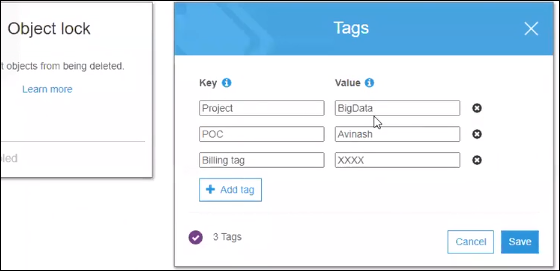 Object lock
t objects from being deleted.
Learn more
bled
Tags
Key Value
Project BigData
POC Avinash
Billing tag XXXX
+ Add tag
3 Tags
Cancel Save